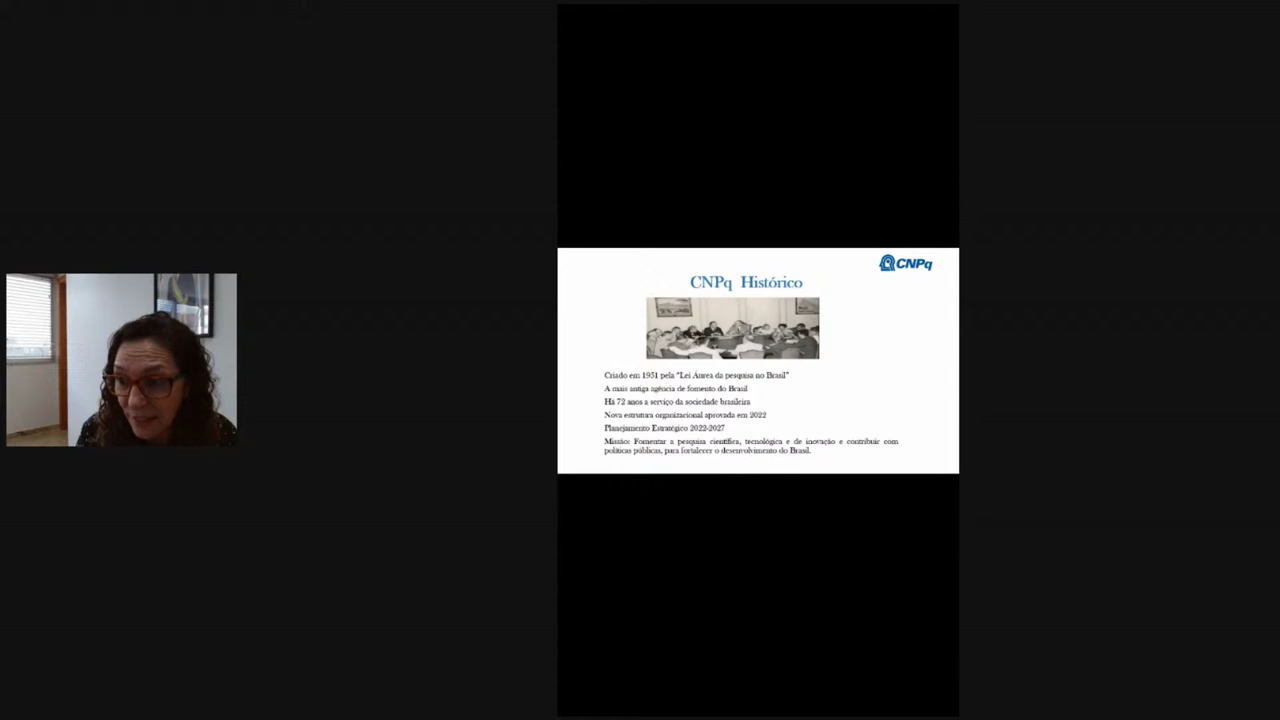 CNPq
CNPq Histórico
Criado em 1951 pela "Lei Áurea da pesquisa no Brasil"
A mais antiga agência de fomento do Brasil
Há 72 anos a serviço da sociedade brasileira
Nova estrutura organizacional aprovada em 2022
Planejamento Estratégico 2022-2027
Missão: Fomentar a pesquisa científica, tecnológica e de inovação e contribuir com
políticas públicas, para fortalecer o desenvolvimento do Brasil.